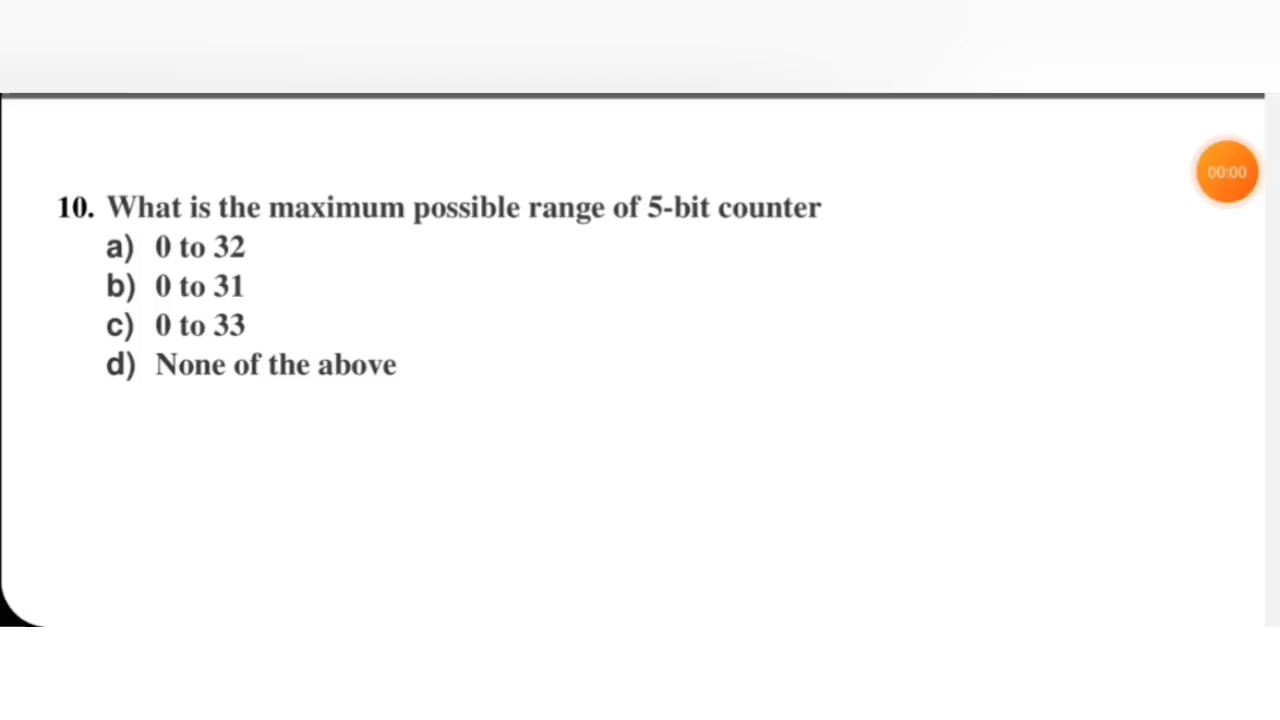 00:00
10. What is the maximum possible range of 5-bit counter
a) 0 to 32
b) 0 to 31
c) 0 to 33
d) None of the above